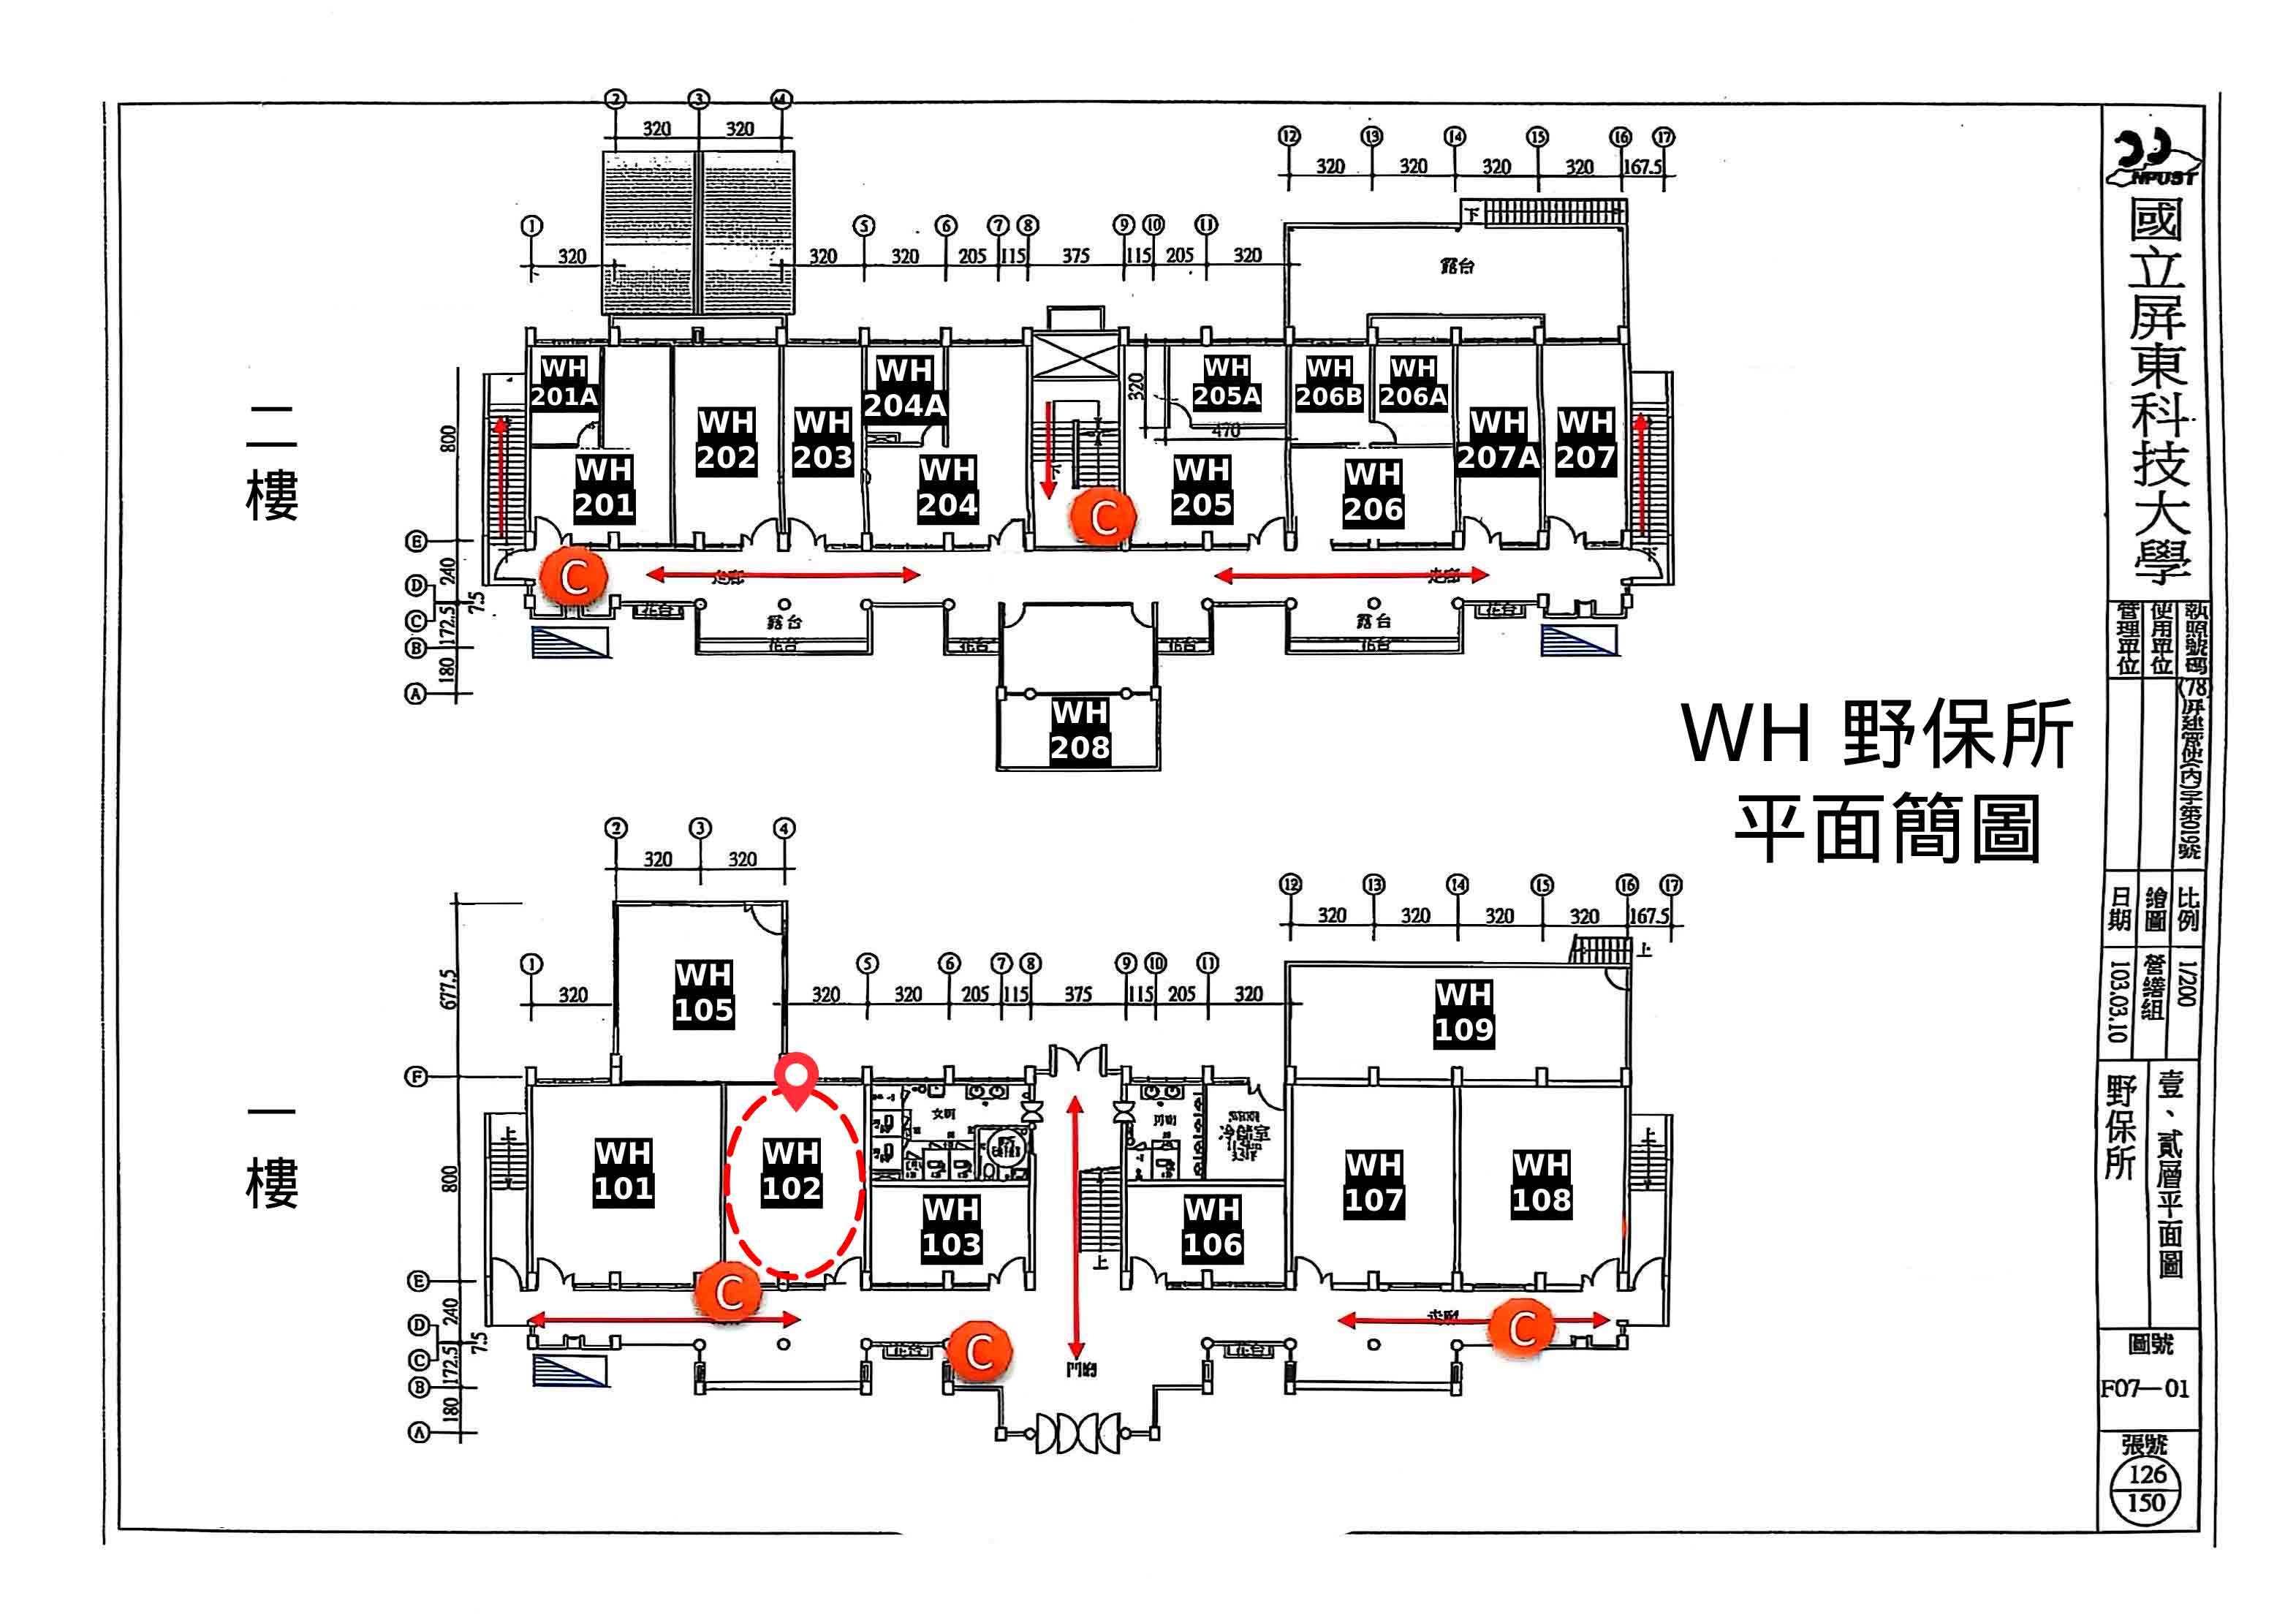 ② ③ ④
320 320
⑫ ⑬ ⑭ ⑮ ⑯ ⑰
320 320 320 320 167.5
下
① ⑤ ⑥ ⑦ ⑧ ⑨ ⑩ ⑪
320 320 320 205 115 375 115 205 320
露台
二樓
WH 201A
WH 201
WH 202
WH 203
WH 204A
WH 204
下
320
470
WH 205A
WH 205
WH 206B
WH 206A
WH 206
WH 207A
WH 207
C
C
走廊
走廊
下
下
花台
露台
花台
花台
花台
露台
花台
花台
WH 208
800
240
7.5
172.5
180
Ⓔ
Ⓓ
Ⓒ
Ⓑ
Ⓐ
WH 野保所
平面簡圖
② ③ ④
320 320
⑫ ⑬ ⑭ ⑮ ⑯ ⑰
320 320 320 320 167.5
上
① ⑤ ⑥ ⑦ ⑧ ⑨ ⑩ ⑪
320 320 320 205 115 375 115 205 320
一樓
WH 105
WH 109
WH 101
WH 102
女廁
WH 103
男廁
冷儲室
WH 106
WH 107
WH 108
上
上
上
C
C
C
走廊
花台
花台
門廊
677.5
800
240
7.5
172.5
180
Ⓕ
Ⓔ
Ⓓ
Ⓒ
Ⓑ
Ⓐ
NPUST
國立屏東科技大學
執照號碼
使用單位
管理單位
(78)屏建管使(內)字第019號
比例
繪圖
日期
1/200
營繕組
103.03.10
壹、貳層平面圖
野保所
圖號
F07—01
張號
126
150